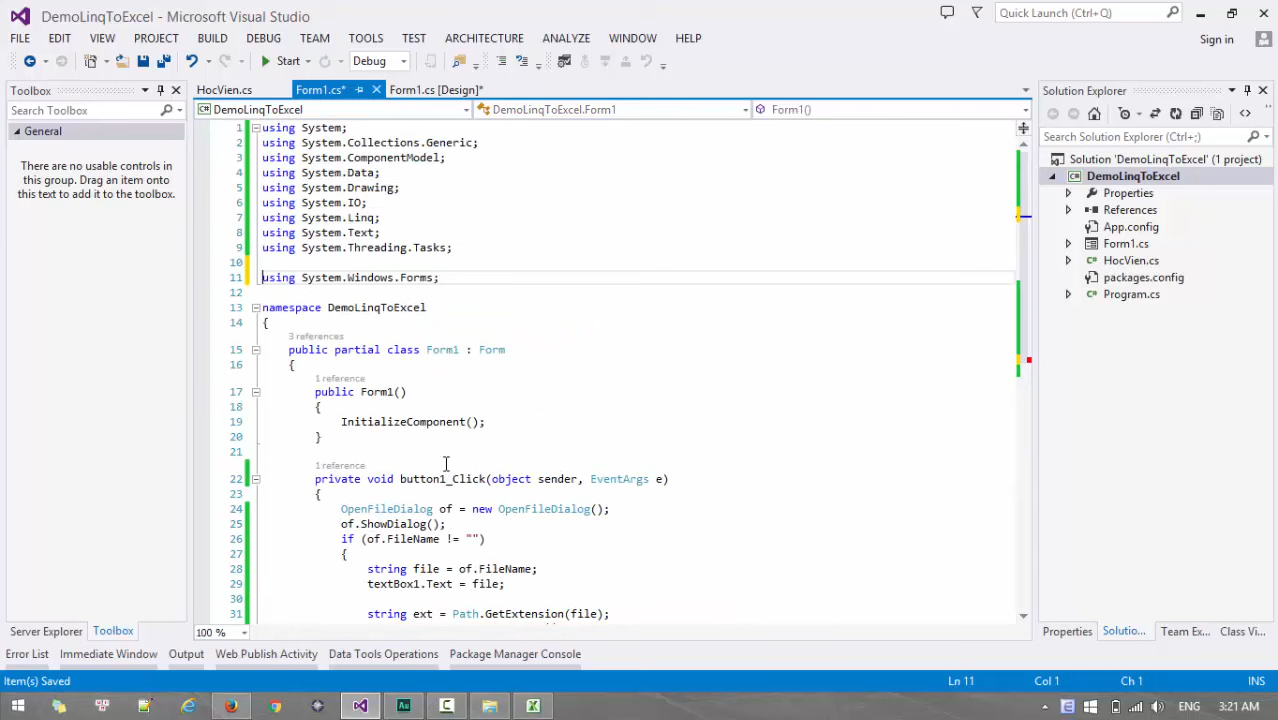 DemoLinqToExcel - Microsoft Visual Studio
Quick Launch (Ctrl+Q)
FILE EDIT VIEW PROJECT BUILD DEBUG TEAM TOOLS TEST ARCHITECTURE ANALYZE WINDOW HELP
Sign in
Start Debug
Toolbox
Search Toolbox
General
There are no usable controls in
this group. Drag an item onto
this text to add it to the toolbox.
Server Explorer Toolbox
HocVien.cs Form1.cs* Form1.cs [Design]*
DemoLinqToExcel DemoLinqToExcel.Form1 Form1()
1 using System;
2 using System.Collections.Generic;
3 using System.ComponentModel;
4 using System.Data;
5 using System.Drawing;
6 using System.IO;
7 using System.Linq;
8 using System.Text;
9 using System.Threading.Tasks;
10
11 using System.Windows.Forms;
12
13 namespace DemoLinqToExcel
14 {
3 references
15 public partial class Form1 : Form
16 {
1 reference
17 public Form1()
18 {
19 InitializeComponent();
20 }
21
1 reference
22 private void button1_Click(object sender, EventArgs e)
23 {
24 OpenFileDialog of = new OpenFileDialog();
25 of.ShowDialog();
26 if (of.FileName != "")
27 {
28 string file = of.FileName;
29 textBox1.Text = file;
30
31 string ext = Path.GetExtension(file);
100 %
Solution Explorer
Search Solution Explorer (Ctrl+;)
Solution 'DemoLinqToExcel' (1 project)
DemoLinqToExcel
Properties
References
App.config
Form1.cs
HocVien.cs
packages.config
Program.cs
Properties Solutio... Team Ex... Class Vi...
Error List Immediate Window Output Web Publish Activity Data Tools Operations Package Manager Console
Item(s) Saved Ln 11 Col 1 Ch 1 INS
ENG 3:21 AM